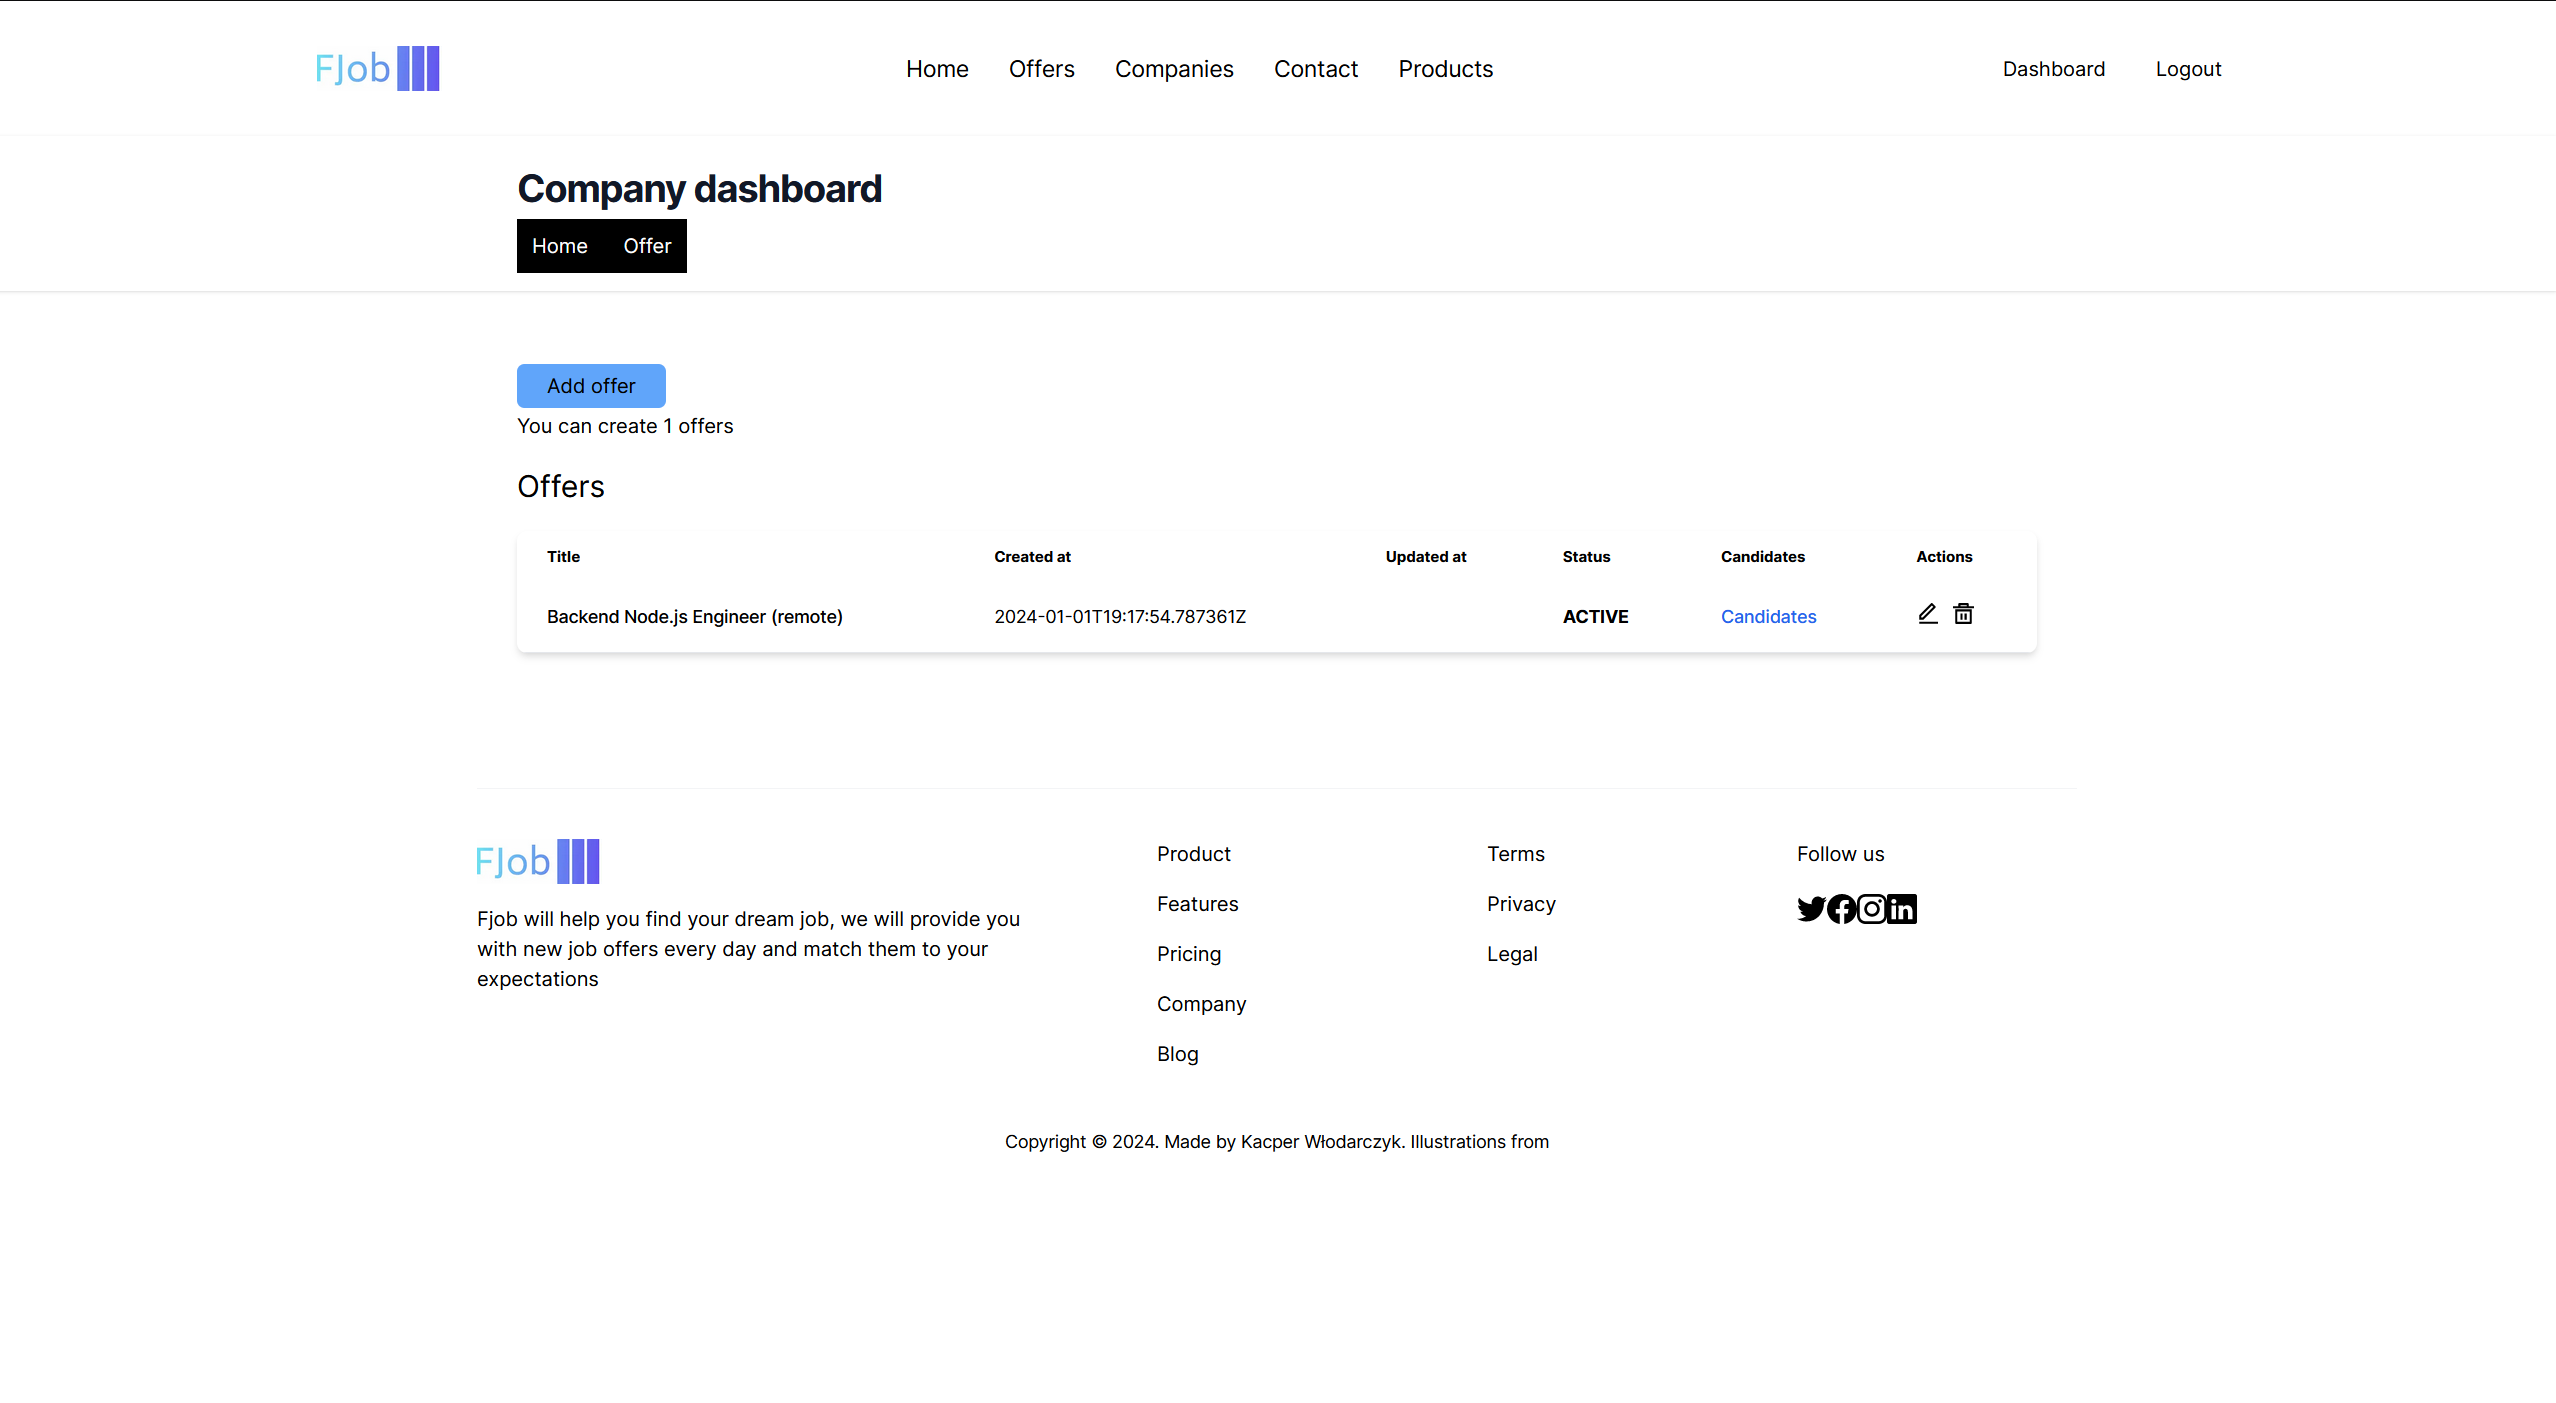 FJob
Home Offers Companies Contact Products
Dashboard Logout
Company dashboard
Home Offer
Add offer
You can create 1 offers
Offers
Title Created at Updated at Status Candidates Actions
Backend Node.js Engineer (remote) 2024-01-01T19:17:54.787361Z ACTIVE Candidates
FJob
Fjob will help you find your dream job, we will provide you
with new job offers every day and match them to your
expectations
Product
Features
Pricing
Company
Blog
Terms
Privacy
Legal
Follow us
Copyright © 2024. Made by Kacper Włodarczyk. Illustrations from